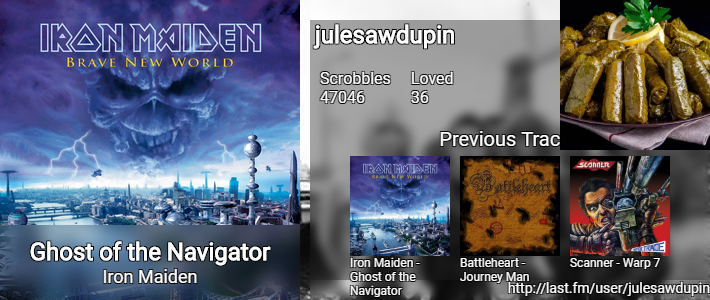 IRON MAIDEN
BRAVE NEW WORLD
Ghost of the Navigator
Iron Maiden
julesawdupin
Scrobbles Loved
47046 36
Previous Trac
IRON MAIDEN
BRAVE NEW WORLD
Iron Maiden -
Ghost of the
Navigator
Battleheart
Battleheart -
Journey Man
SCANNER
Scanner - Warp 7
http://last.fm/user/julesawdupin